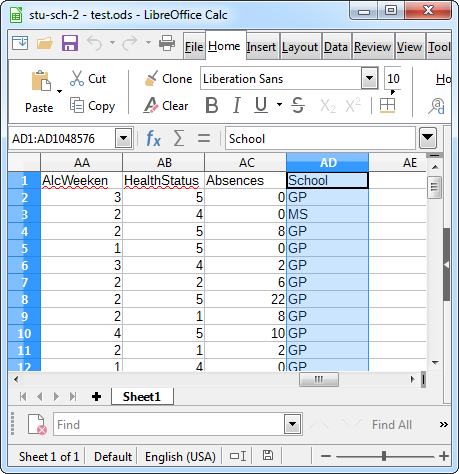 stu-sch-2 - test.ods - LibreOffice Calc
File Home Insert Layout Data Review View Tool
Paste Cut Copy Clone Clear Liberation Sans 10 Ho
B I U S X2 X2
AD1:AD1048576 fx Σ = School
AA AB AC AD AE
1 AlcWeeken HealthStatus Absences School
2 3 5 0 GP
3 2 4 0 MS
4 2 5 8 GP
5 1 5 0 GP
6 3 4 2 GP
7 2 2 6 GP
8 2 5 22 GP
9 2 1 8 GP
10 4 5 10 GP
11 2 1 2 GP
12 1 4 0 GP
Sheet1
Find Find All
Sheet 1 of 1 Default English (USA)